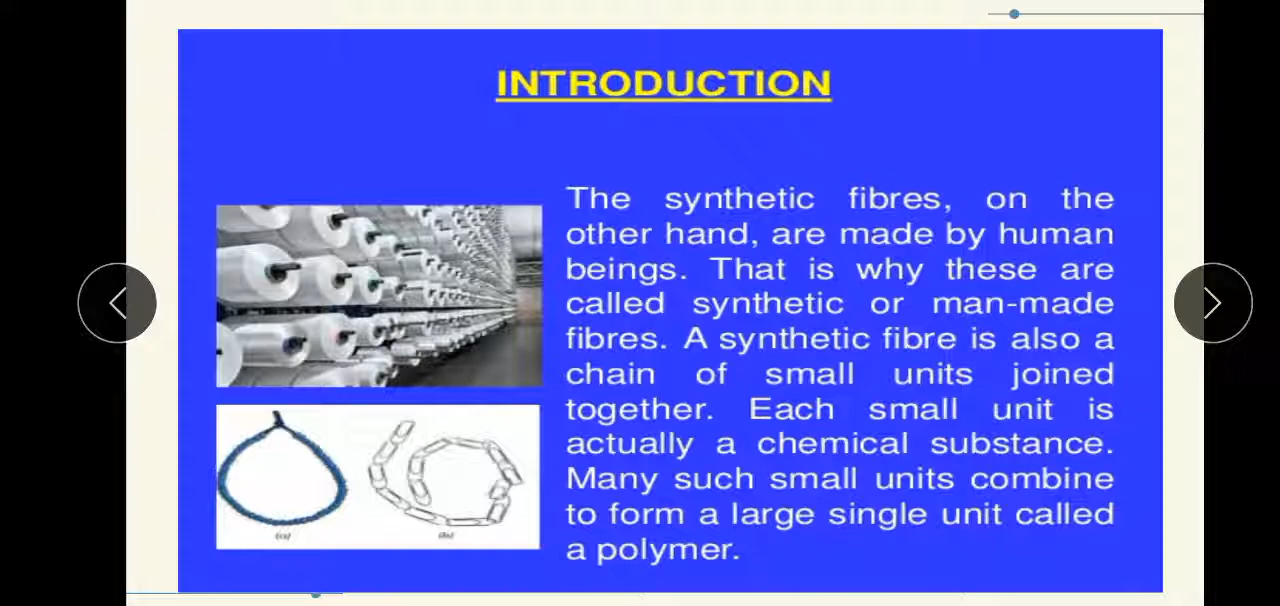 INTRODUCTION
The synthetic fibres, on the
other hand, are made by human
beings. That is why these are
called synthetic or man-made
fibres. A synthetic fibre is also a
chain of small units joined
together. Each small unit is
actually a chemical substance.
Many such small units combine
to form a large single unit called
a polymer.
(a)
(b)